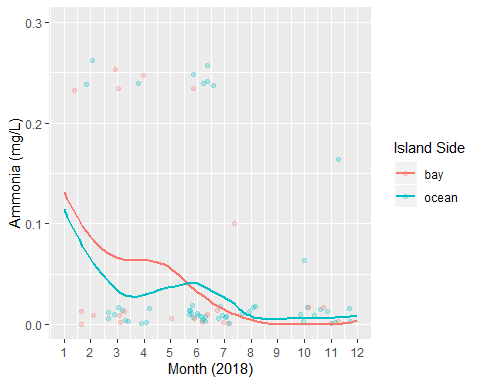 0.3
0.2
0.1
0.0
Ammonia (mg/L)
1 2 3 4 5 6 7 8 9 10 11 12
Month (2018)
Island Side
bay
ocean